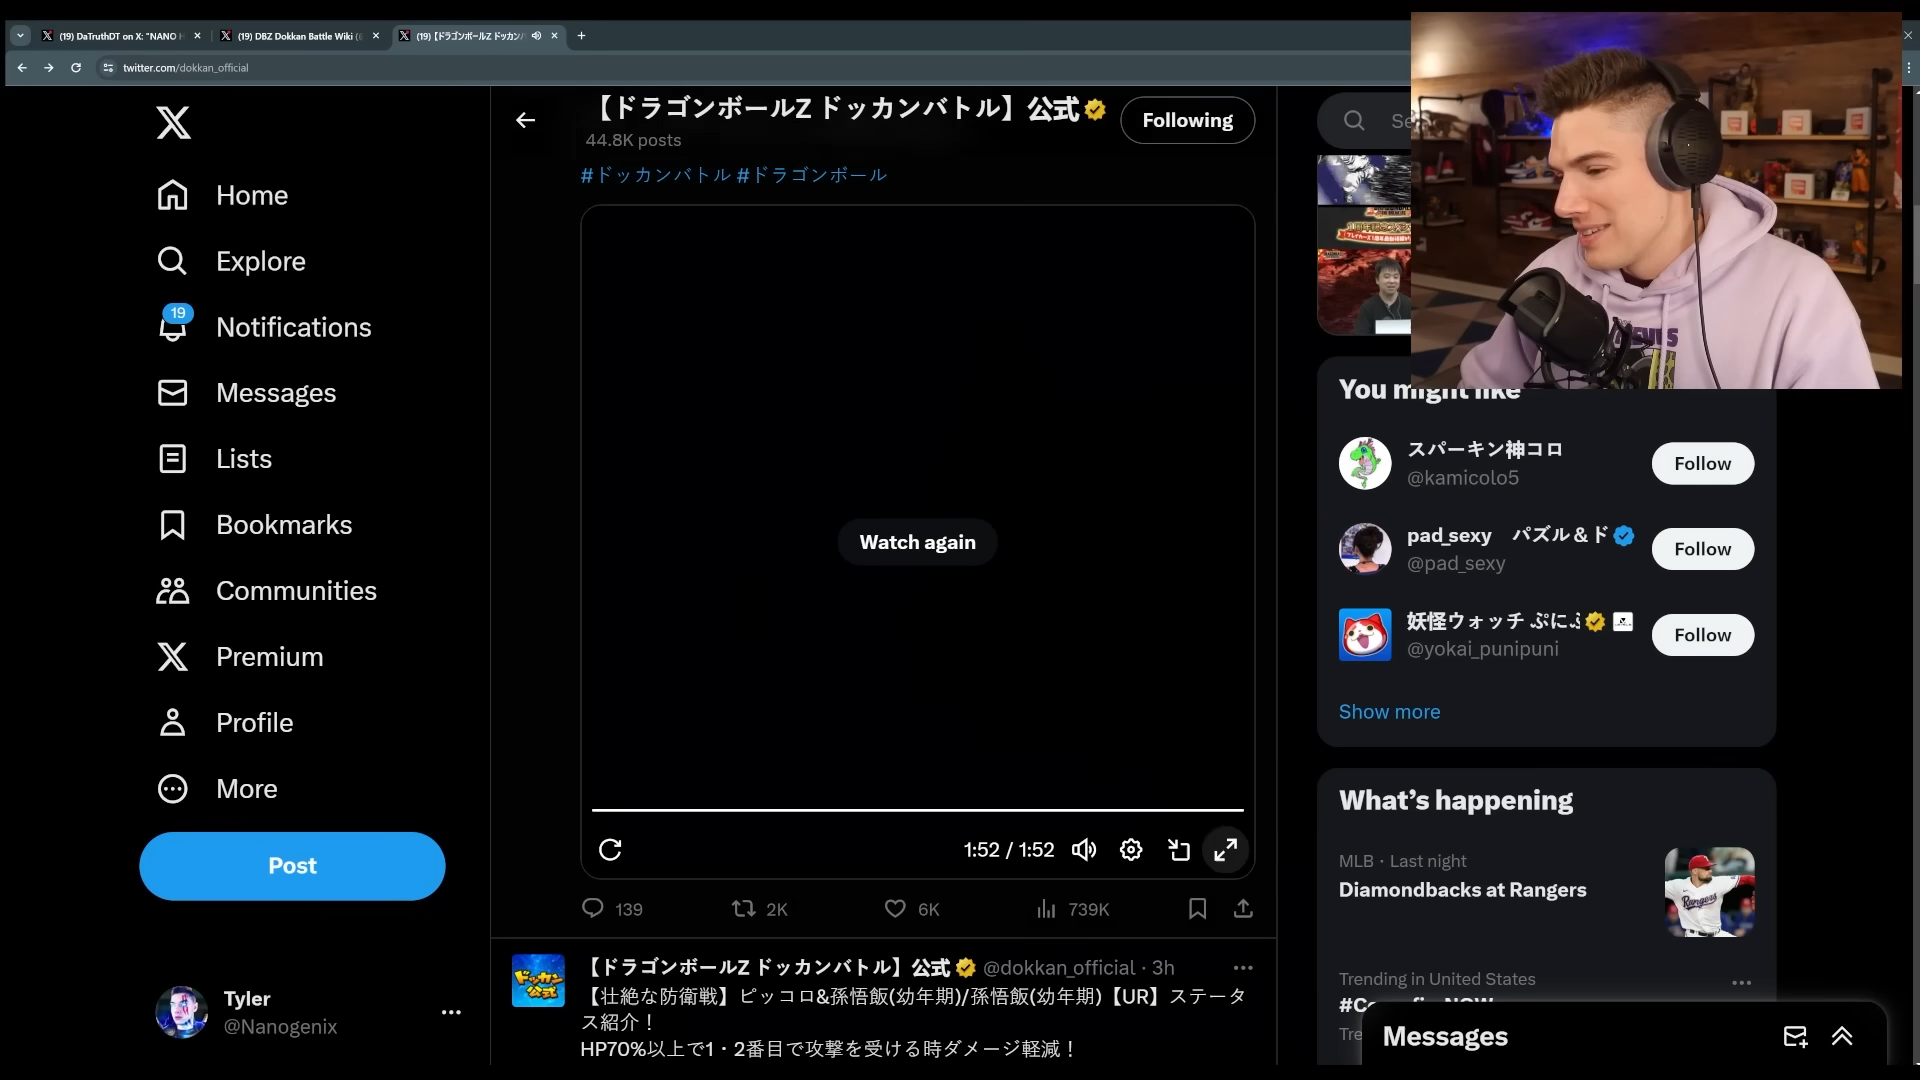 (19) DaTruthDT on X: "NANO
(19) DBZ Dokkan Battle Wiki
(19)【ドラゴンボールZ ドッカン
twitter.com/dokkan_official
【ドラゴンボールZ ドッカンバトル】公式
44.8K posts
Following
#ドッカンバトル #ドラゴンボール
Home
Explore
19
Notifications
Messages
Lists
Bookmarks
Communities
Premium
Profile
More
Post
Tyler
@Nanogenix
Watch again
1:52 / 1:52
139
2K
6K
739K
【ドラゴンボールZ ドッカンバトル】公式 @dokkan_official · 3h
【壮絶な防衛戦】ピッコロ&孫悟飯(幼年期)/孫悟飯(幼年期)【UR】ステータ
ス紹介！
HP70%以上で1・2番目で攻撃を受ける時ダメージ軽減！
You might like
スパーキン神コロ
@kamicolo5
Follow
pad_sexy パズル＆ド
@pad_sexy
Follow
妖怪ウォッチ ぷにぷ
@yokai_punipuni
Follow
Show more
What's happening
MLB · Last night
Diamondbacks at Rangers
Rangers
Trending in United States
Messages